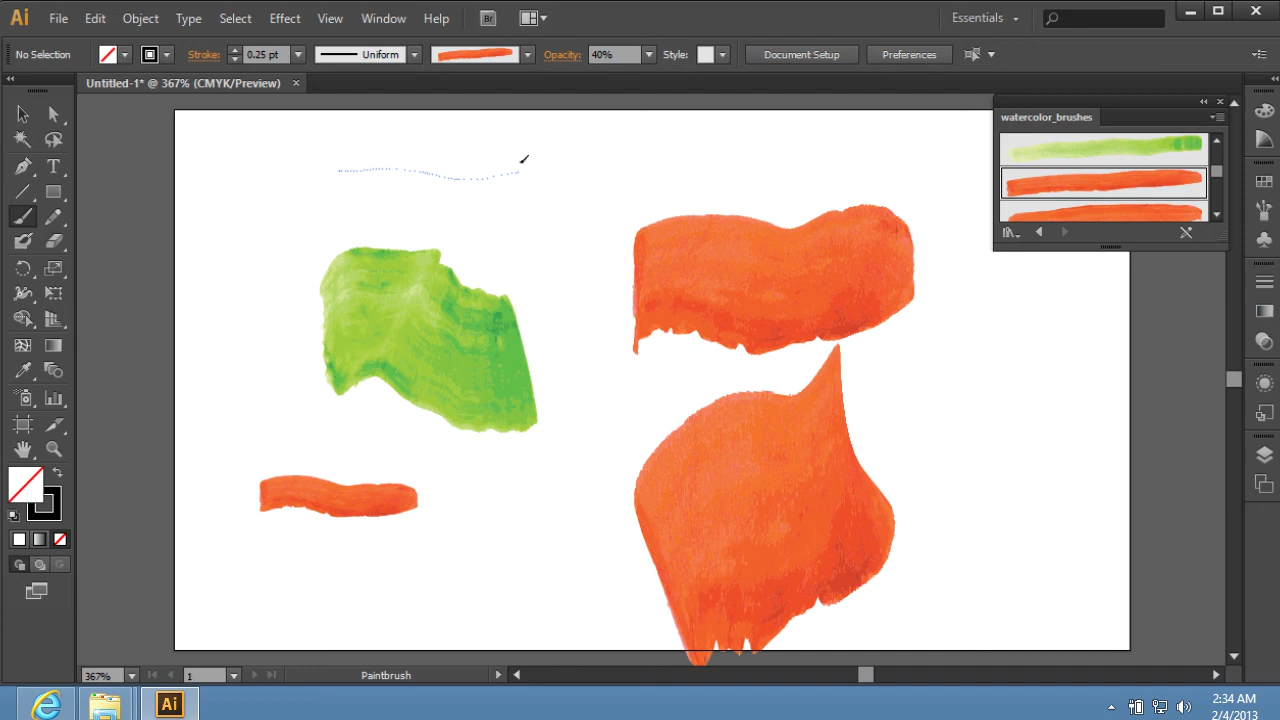 Ai File Edit Object Type Select Effect View Window Help Br Essentials
No Selection Stroke: 0.25 pt Uniform Opacity: 40% Style: Document Setup Preferences
Untitled-1* @ 367% (CMYK/Preview)
watercolor_brushes
367% 1 Paintbrush
Ai
2:34 AM
2/4/2013